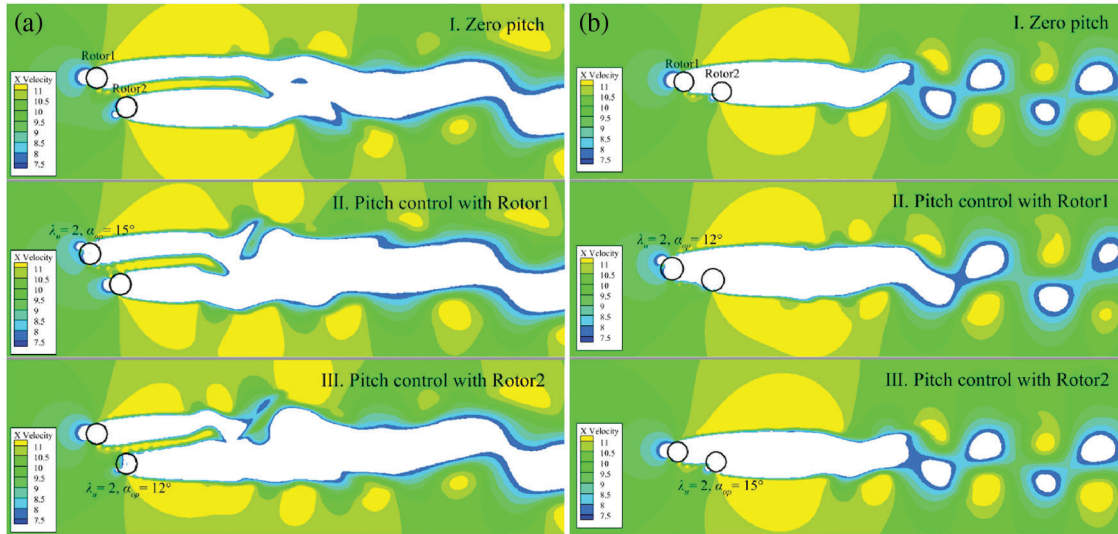 (a)
I. Zero pitch
Rotor1
Rotor2
X Velocity
11
10.5
10
9.5
9
8.5
8
7.5
II. Pitch control with Rotor1
λu = 2, αop = 15°
X Velocity
11
10.5
10
9.5
9
8.5
8
7.5
III. Pitch control with Rotor2
X Velocity
11
10.5
10
9.5
9
8.5
8
7.5
λu = 2, αop = 12°
(b)
I. Zero pitch
Rotor1
Rotor2
X Velocity
11
10.5
10
9.5
9
8.5
8
7.5
II. Pitch control with Rotor1
λu = 2, αop = 12°
X Velocity
11
10.5
10
9.5
9
8.5
8
7.5
III. Pitch control with Rotor2
X Velocity
11
10.5
10
9.5
9
8.5
8
7.5
λu = 2, αop = 15°